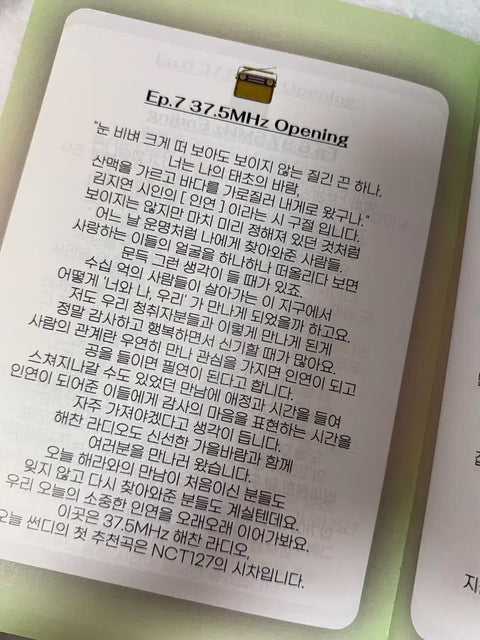 Ep.7 37.5MHz Opening
"눈 비벼 크게 떠 보아도 보이지 않는 질긴 끈 하나.
너는 나의 태초의 바람,
산맥을 가르고 바다를 가로질러 내게로 왔구나."
김지연 시인의 [ 인연 ] 이라는 시 구절 입니다.
보이지는 않지만 마치 미리 정해져 있던 것처럼
어느 날 운명처럼 나에게 찾아와준 사람들.
사랑하는 이들의 얼굴을 하나하나 떠올리다 보면
문득 그런 생각이 들 때가 있죠.
수십 억의 사람들이 살아가는 이 지구에서
어떻게 '너와 나, 우리' 가 만나게 되었을까 하고요.
저도 우리 청취자분들과 이렇게 만나게 된게
정말 감사하고 행복하면서 신기할 때가 많아요.
사람의 관계란 우연히 만나 관심을 가지면 인연이 되고
공을 들이면 필연이 된다고 합니다.
스쳐지나갈 수도 있었던 만남에 애정과 시간을 들여
인연이 되어준 이들에게 감사의 마음을 표현하는 시간을
자주 가져야겠다고 생각이 듭니다.
해찬 라디오도 신선한 가을바람과 함께
여러분을 만나러 왔습니다.
오늘 해라와의 만남이 처음이신 분들도
잊지 않고 다시 찾아와준 분들도 계실텐데요.
우리 오늘의 소중한 인연을 오래오래 이어가봐요.
이곳은 37.5MHz 해찬 라디오.
오늘 썬디의 첫 추천곡은 NCT127의 시차입니다.